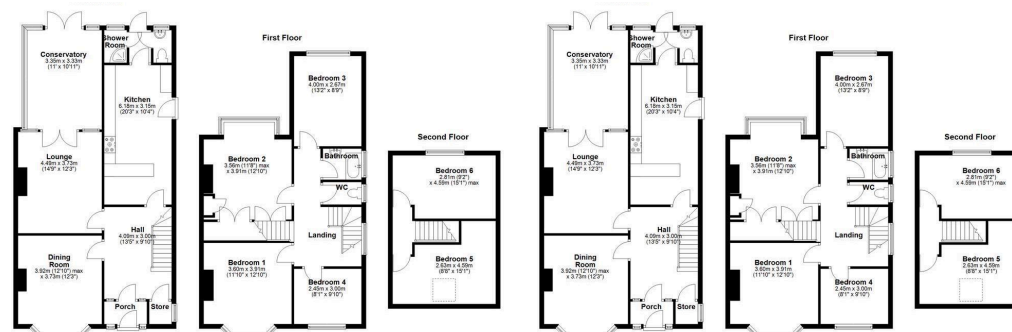 First Floor
Conservatory
3.35m x 3.33m
(11' x 10'11")
Shower
Room
Kitchen
6.18m x 3.15m
(20'3" x 10'4")
Lounge
4.49m x 3.73m
(14'9" x 12'3")
Hall
4.09m x 3.00m
(13'5" x 9'10")
Dining
Room
3.92m (12'10") max
x 3.73m (12'3")
Porch
Store
Bedroom 3
4.00m x 2.67m
(13'2" x 8'9")
Bedroom 2
3.56m (11'8") max
x 3.91m (12'10")
Bathroom
WC
Landing
Bedroom 1
3.60m x 3.91m
(11'10" x 12'10")
Bedroom 4
2.45m x 3.00m
(8'1" x 9'10")
Second Floor
Bedroom 6
2.81m (9'2")
x 4.59m (15'1") max
Bedroom 5
2.63m x 4.59m
(8'8" x 15'1")
First Floor
Conservatory
3.35m x 3.33m
(11' x 10'11")
Shower
Room
Kitchen
6.18m x 3.15m
(20'3" x 10'4")
Lounge
4.49m x 3.73m
(14'9" x 12'3")
Hall
4.09m x 3.00m
(13'5" x 9'10")
Dining
Room
3.92m (12'10") max
x 3.73m (12'3")
Porch
Store
Bedroom 3
4.00m x 2.67m
(13'2" x 8'9")
Bedroom 2
3.56m (11'8") max
x 3.91m (12'10")
Bathroom
WC
Landing
Bedroom 1
3.60m x 3.91m
(11'10" x 12'10")
Bedroom 4
2.45m x 3.00m
(8'1" x 9'10")
Second Floor
Bedroom 6
2.81m (9'2")
x 4.59m (15'1") max
Bedroom 5
2.63m x 4.59m
(8'8" x 15'1")